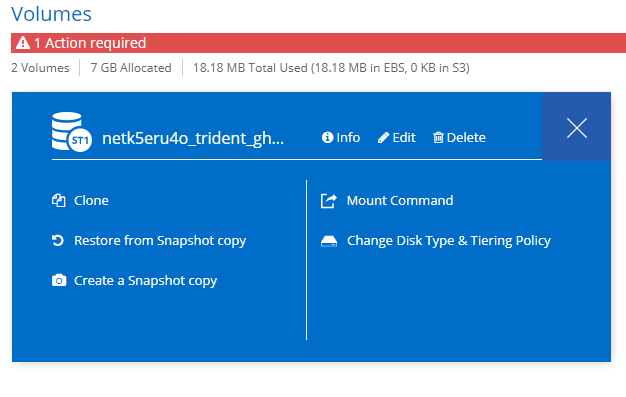 Volumes
1 Action required
2 Volumes 7 GB Allocated 18.18 MB Total Used (18.18 MB in EBS, 0 KB in S3)
ST1 netk5eru4o_trident_gh... Info Edit Delete
Clone Mount Command
Restore from Snapshot copy Change Disk Type & Tiering Policy
Create a Snapshot copy